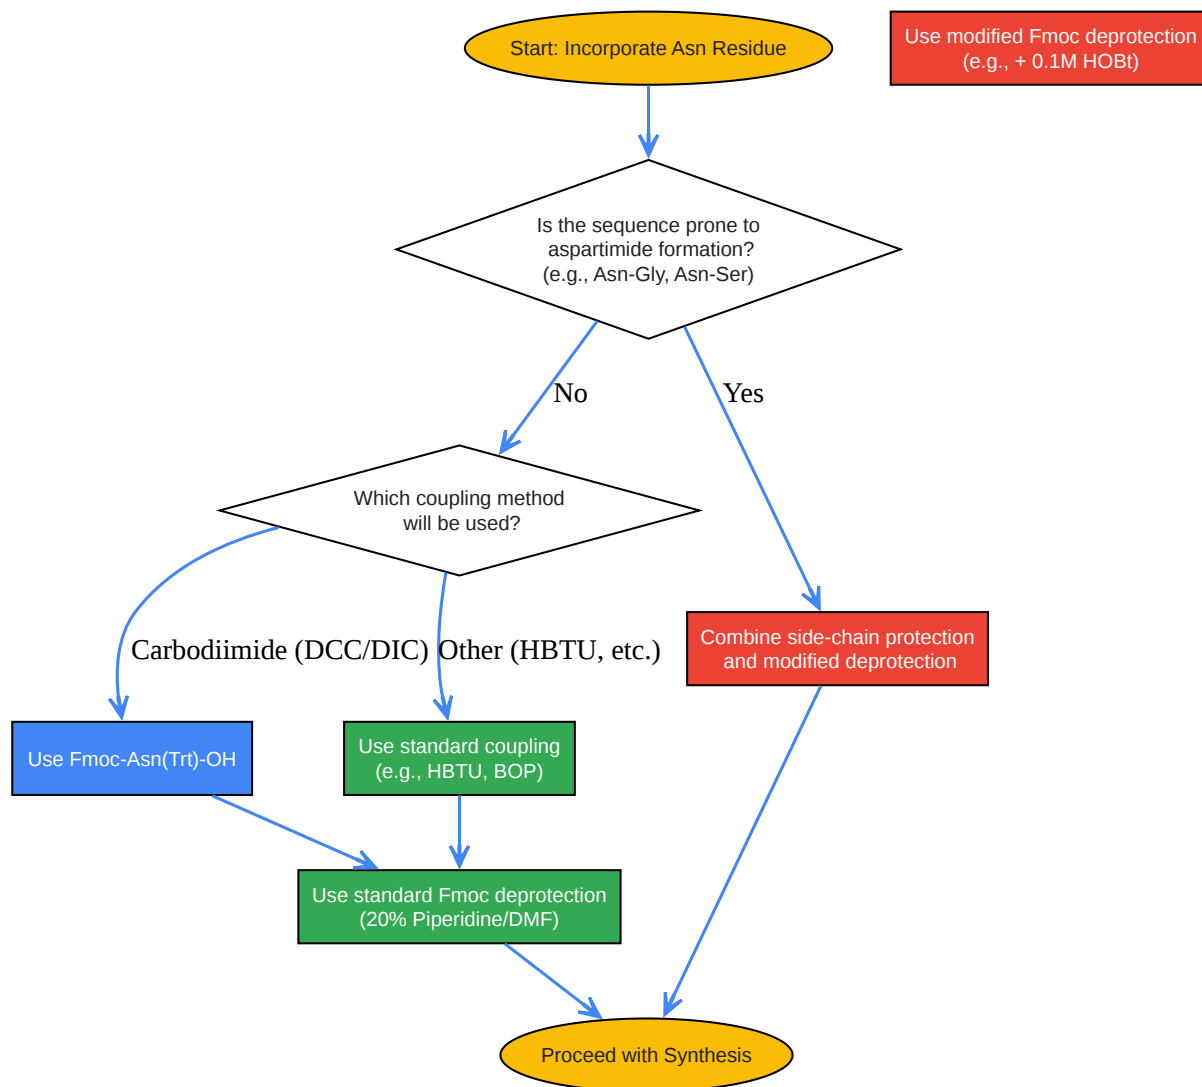 Start: Incorporate Asn Residue
Use modified Fmoc deprotection
(e.g., + 0.1M HOBt)
Is the sequence prone to
aspartimide formation?
(e.g., Asn-Gly, Asn-Ser)
No
Yes
Which coupling method
will be used?
Carbodiimide (DCC/DIC)
Other (HBTU, etc.)
Combine side-chain protection
and modified deprotection
Use Fmoc-Asn(Trt)-OH
Use standard coupling
(e.g., HBTU, BOP)
Use standard Fmoc deprotection
(20% Piperidine/DMF)
Proceed with Synthesis